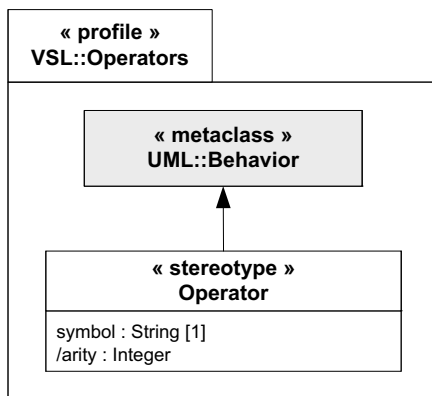 « profile »
VSL::Operators
« metaclass »
UML::Behavior
« stereotype »
Operator
symbol : String [1]
/arity : Integer